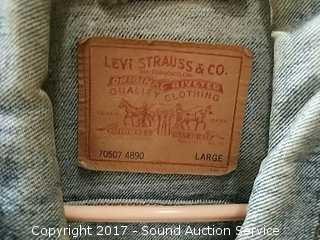 LEVI STRAUSS & CO.
ORIGINAL RIVETED
QUALITY CLOTHING
70507 4890 LARGE
Copyright 2017 - Sound Auction Service